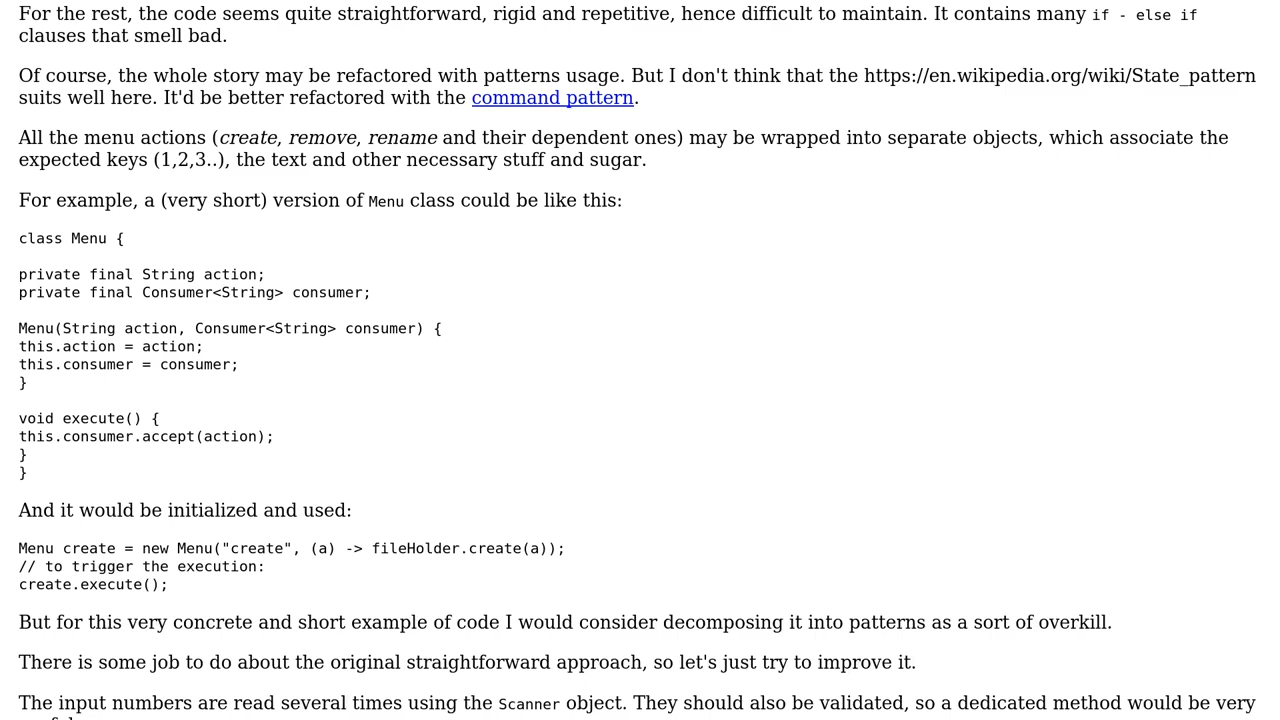 For the rest, the code seems quite straightforward, rigid and repetitive, hence difficult to maintain. It contains many if - else if
clauses that smell bad.
Of course, the whole story may be refactored with patterns usage. But I don't think that the https://en.wikipedia.org/wiki/State_pattern
suits well here. It'd be better refactored with the command pattern.
All the menu actions (create, remove, rename and their dependent ones) may be wrapped into separate objects, which associate the
expected keys (1,2,3..), the text and other necessary stuff and sugar.
For example, a (very short) version of Menu class could be like this:
class Menu {
private final String action;
private final Consumer<String> consumer;
Menu(String action, Consumer<String> consumer) {
this.action = action;
this.consumer = consumer;
}
void execute() {
this.consumer.accept(action);
}
}
And it would be initialized and used:
Menu create = new Menu("create", (a) -> fileHolder.create(a));
// to trigger the execution:
create.execute();
But for this very concrete and short example of code I would consider decomposing it into patterns as a sort of overkill.
There is some job to do about the original straightforward approach, so let's just try to improve it.
The input numbers are read several times using the Scanner object. They should also be validated, so a dedicated method would be very